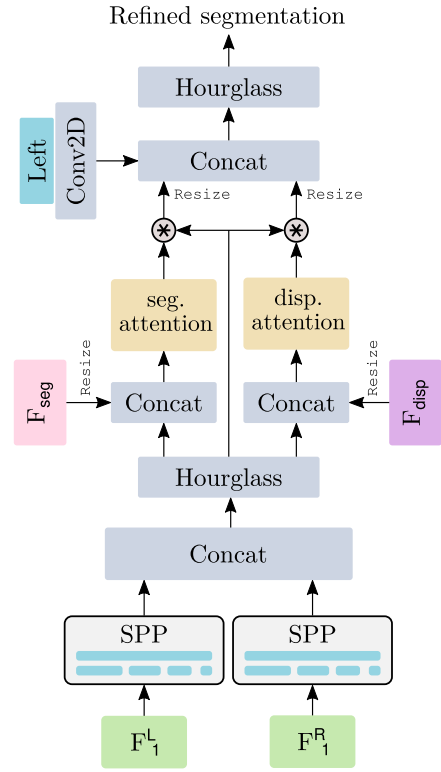 Refined segmentation
Hourglass
Left
Conv2D
Concat
Resize
Resize
*
*
seg.
attention
disp.
attention
F_seg
Resize
Concat
Concat
Resize
F_disp
Hourglass
Concat
SPP
SPP
F^L_1
F^R_1